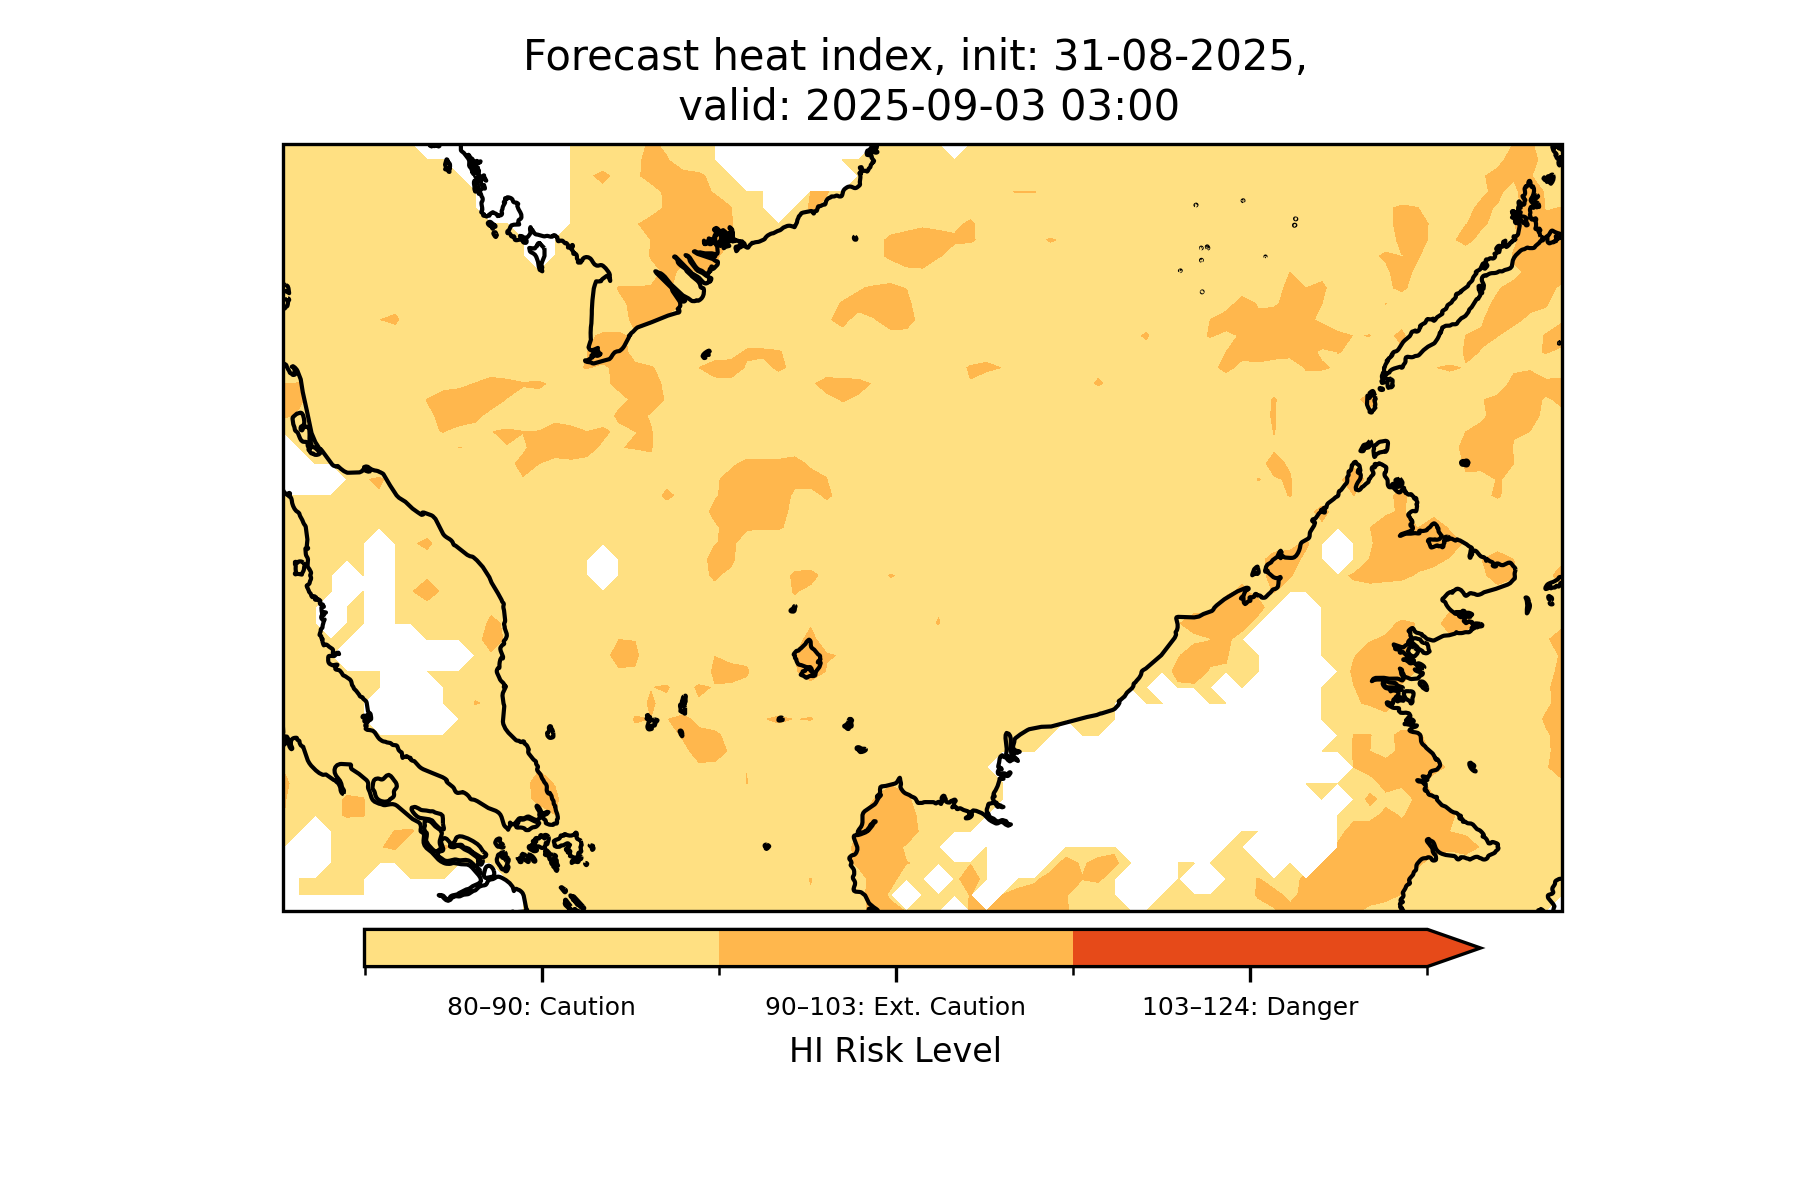 Forecast heat index, init: 31-08-2025,
valid: 2025-09-03 03:00
80–90: Caution
90–103: Ext. Caution
103–124: Danger
HI Risk Level